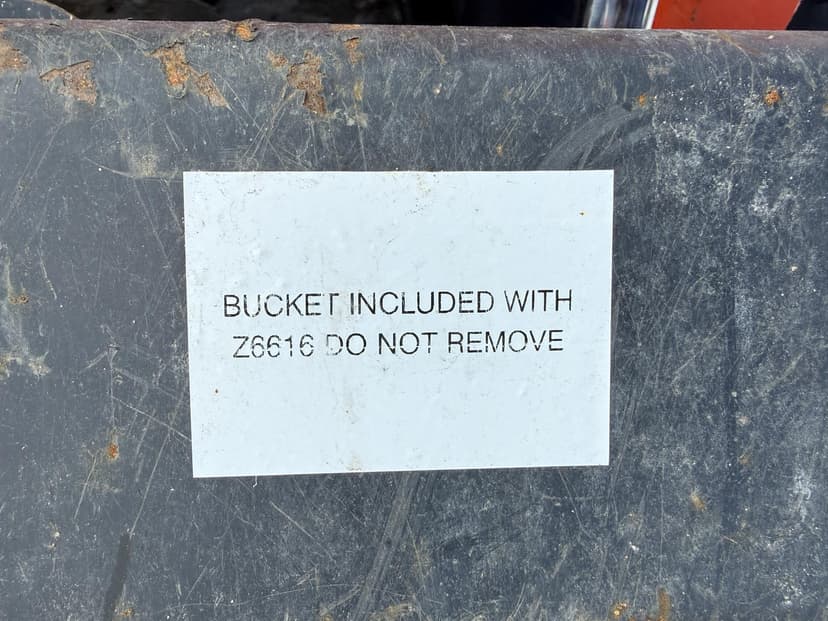 BUCKET INCLUDED WITH
Z6616 DO NOT REMOVE